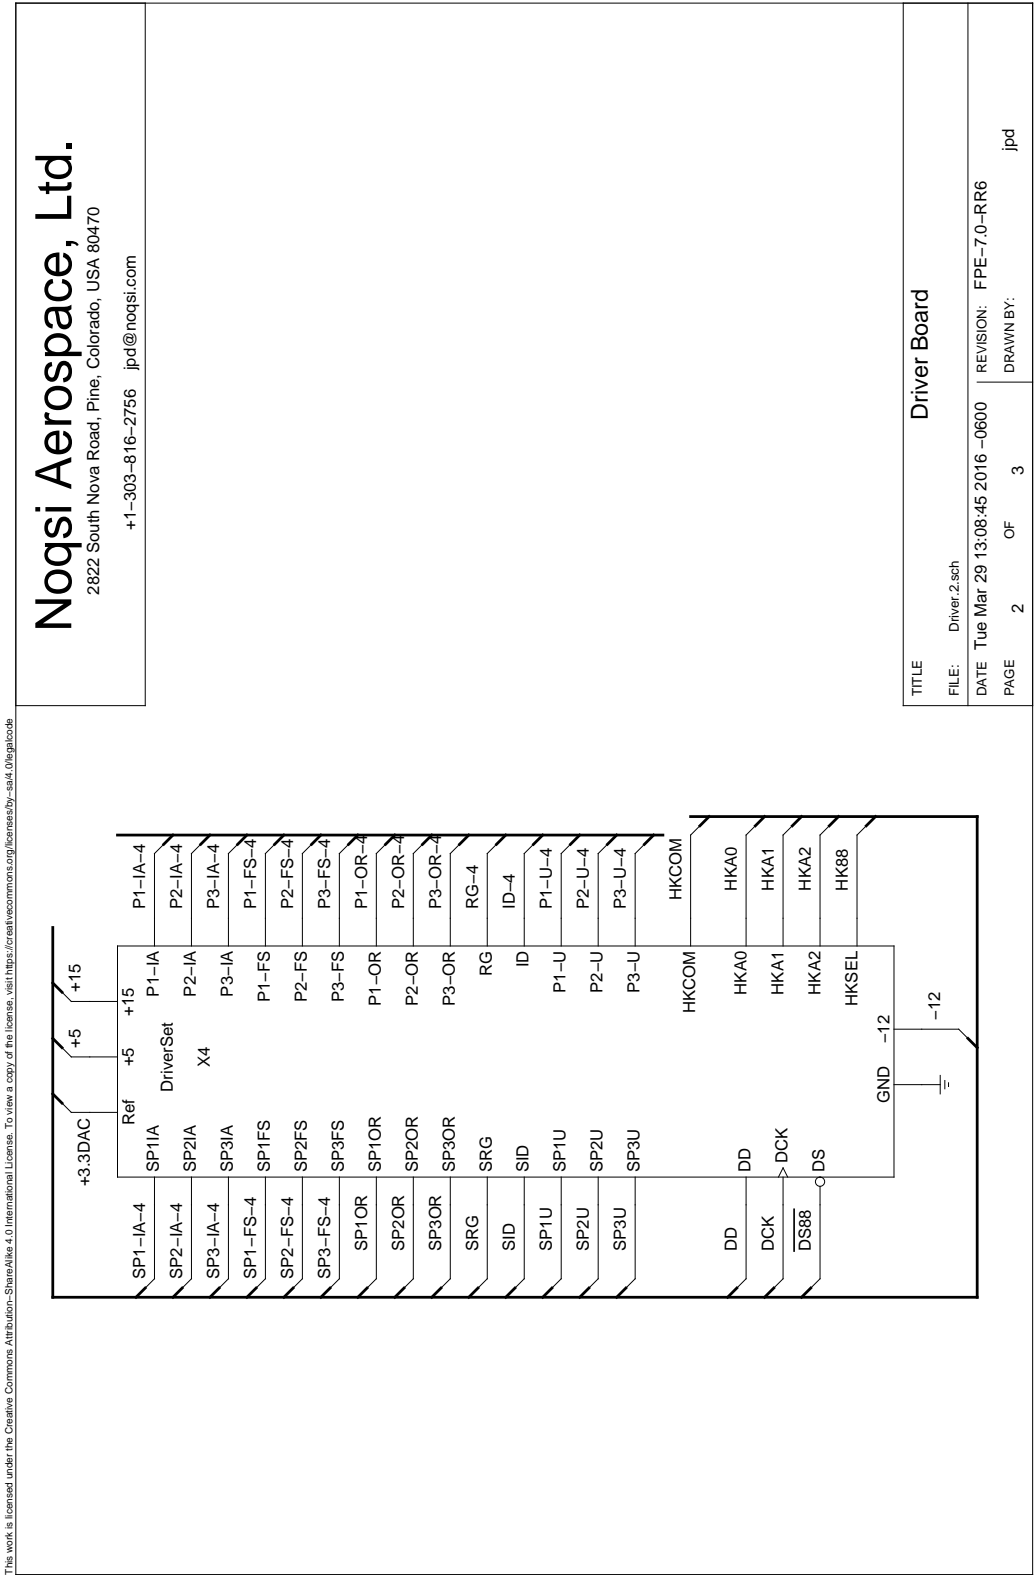 This work is licensed under the Creative Commons Attribution−ShareAlike 4.0 International License. To view a copy of the license, visit https://creativecommons.org/licenses/by−sa/4.0/legalcode
Noqsi Aerospace, Ltd.
2822 South Nova Road, Pine, Colorado, USA 80470
+1−303−816−2756 jpd@noqsi.com
+3.3DAC
+5
+15
Ref
+5
+15
DriverSet
X4
SP1−IA−4 SP1IA P1−IA P1−IA−4
SP2−IA−4 SP2IA P2−IA P2−IA−4
SP3−IA−4 SP3IA P3−IA P3−IA−4
SP1−FS−4 SP1FS P1−FS P1−FS−4
SP2−FS−4 SP2FS P2−FS P2−FS−4
SP3−FS−4 SP3FS P3−FS P3−FS−4
SP1OR SP1OR P1−OR P1−OR−4
SP2OR SP2OR P2−OR P2−OR−4
SP3OR SP3OR P3−OR P3−OR−4
SRG SRG RG RG−4
SID SID ID ID−4
SP1U SP1U P1−U P1−U−4
SP2U SP2U P2−U P2−U−4
SP3U SP3U P3−U P3−U−4
HKCOM HKCOM
DD DD HKA0 HKA0
DCK DCK HKA1 HKA1
DS88 DS HKA2 HKA2
HKSEL HK88
GND −12
−12
TITLE
Driver Board
FILE: Driver.2.sch
DATE Tue Mar 29 13:08:45 2016 −0600 REVISION: FPE−7.0−RR6
PAGE 2 OF 3 DRAWN BY: jpd